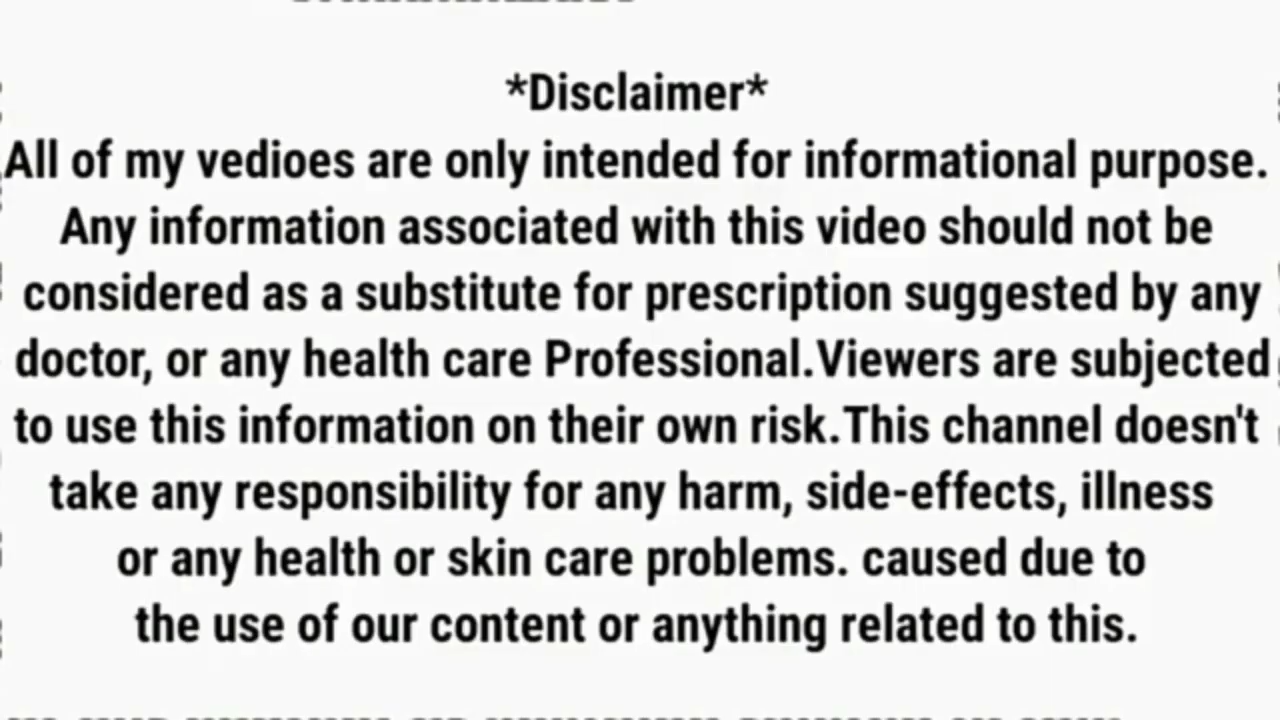 *Disclaimer*
All of my vedioes are only intended for informational purpose.
Any information associated with this video should not be
considered as a substitute for prescription suggested by any
doctor, or any health care Professional.Viewers are subjected
to use this information on their own risk.This channel doesn't
take any responsibility for any harm, side-effects, illness
or any health or skin care problems. caused due to
the use of our content or anything related to this.